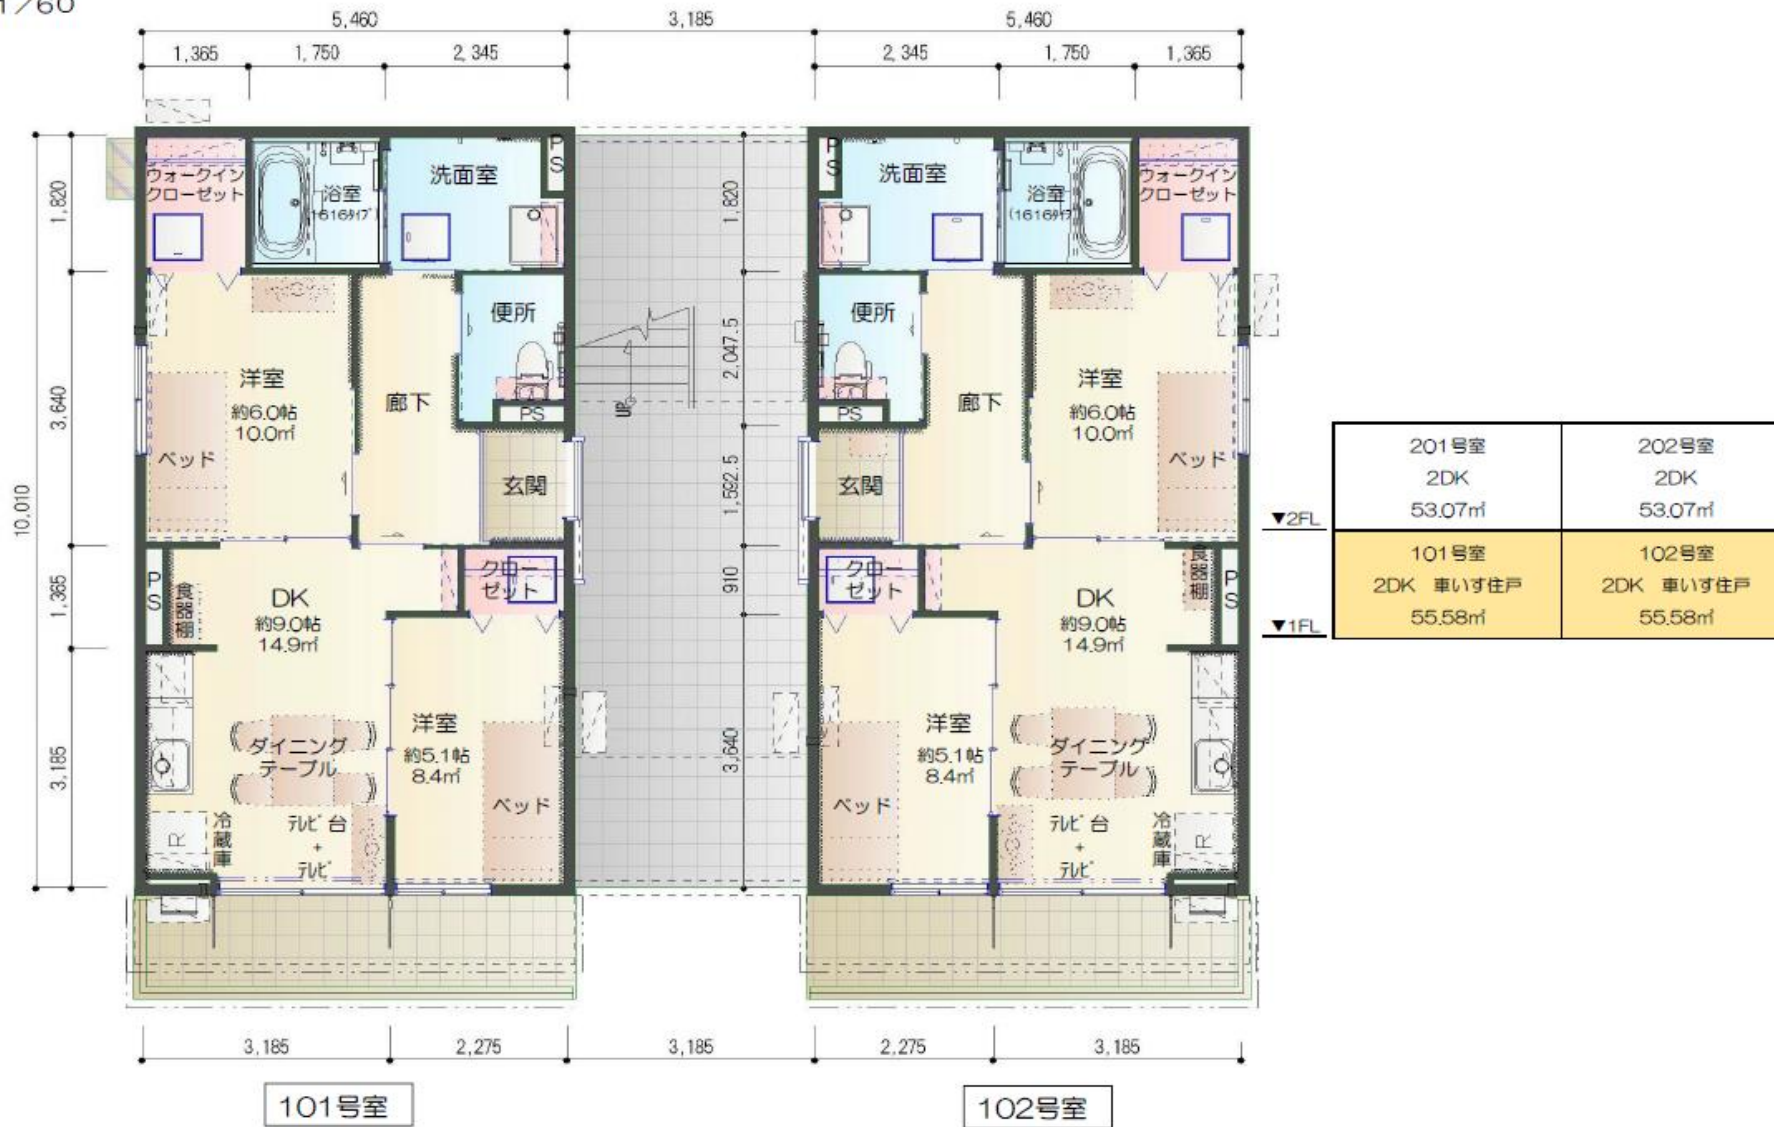 1/60
5,460
3,185
5,460
1,365
1,750
2,345
2,345
1,750
1,365
10,010
1,820
3,640
1,365
3,185
ウォークイン
クローゼット
浴室
(1616タイプ)
洗面室
PS
1,820
PS
洗面室
浴室
(1616タイプ)
ウォークイン
クローゼット
洋室
約6.0帖
10.0㎡
ベッド
廊下
便所
PS
玄関
UP
2,047.5
1,592.5
910
3,640
便所
PS
玄関
廊下
洋室
約6.0帖
10.0㎡
ベッド
PS
食器棚
DK
約9.0帖
14.9㎡
クロー
ゼット
クロー
ゼット
DK
約9.0帖
14.9㎡
食器棚
PS
洋室
約5.1帖
8.4㎡
ダイニング
テーブル
ベッド
冷蔵庫
R
テレビ台
+
テレビ
洋室
約5.1帖
8.4㎡
ダイニング
テーブル
ベッド
テレビ台
+
テレビ
冷蔵庫
R
3,185
2,275
3,185
2,275
3,185
101号室
102号室
201号室
2DK
53.07㎡
202号室
2DK
53.07㎡
▼2FL
101号室
2DK 車いす住戸
55.58㎡
102号室
2DK 車いす住戸
55.58㎡
▼1FL